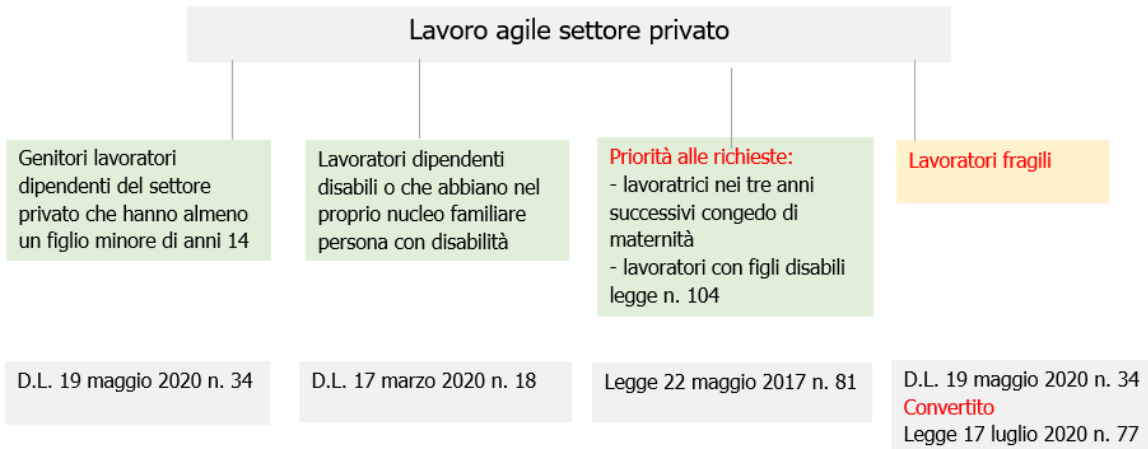 Lavoro agile settore privato
Genitori lavoratori
dipendenti del settore
privato che hanno almeno
un figlio minore di anni 14
Lavoratori dipendenti
disabili o che abbiano nel
proprio nucleo familiare
persona con disabilità
Priorità alle richieste:
- lavoratrici nei tre anni
successivi congedo di
maternità
- lavoratori con figli disabili
legge n. 104
Lavoratori fragili
D.L. 19 maggio 2020 n. 34
D.L. 17 marzo 2020 n. 18
Legge 22 maggio 2017 n. 81
D.L. 19 maggio 2020 n. 34
Convertito
Legge 17 luglio 2020 n. 77